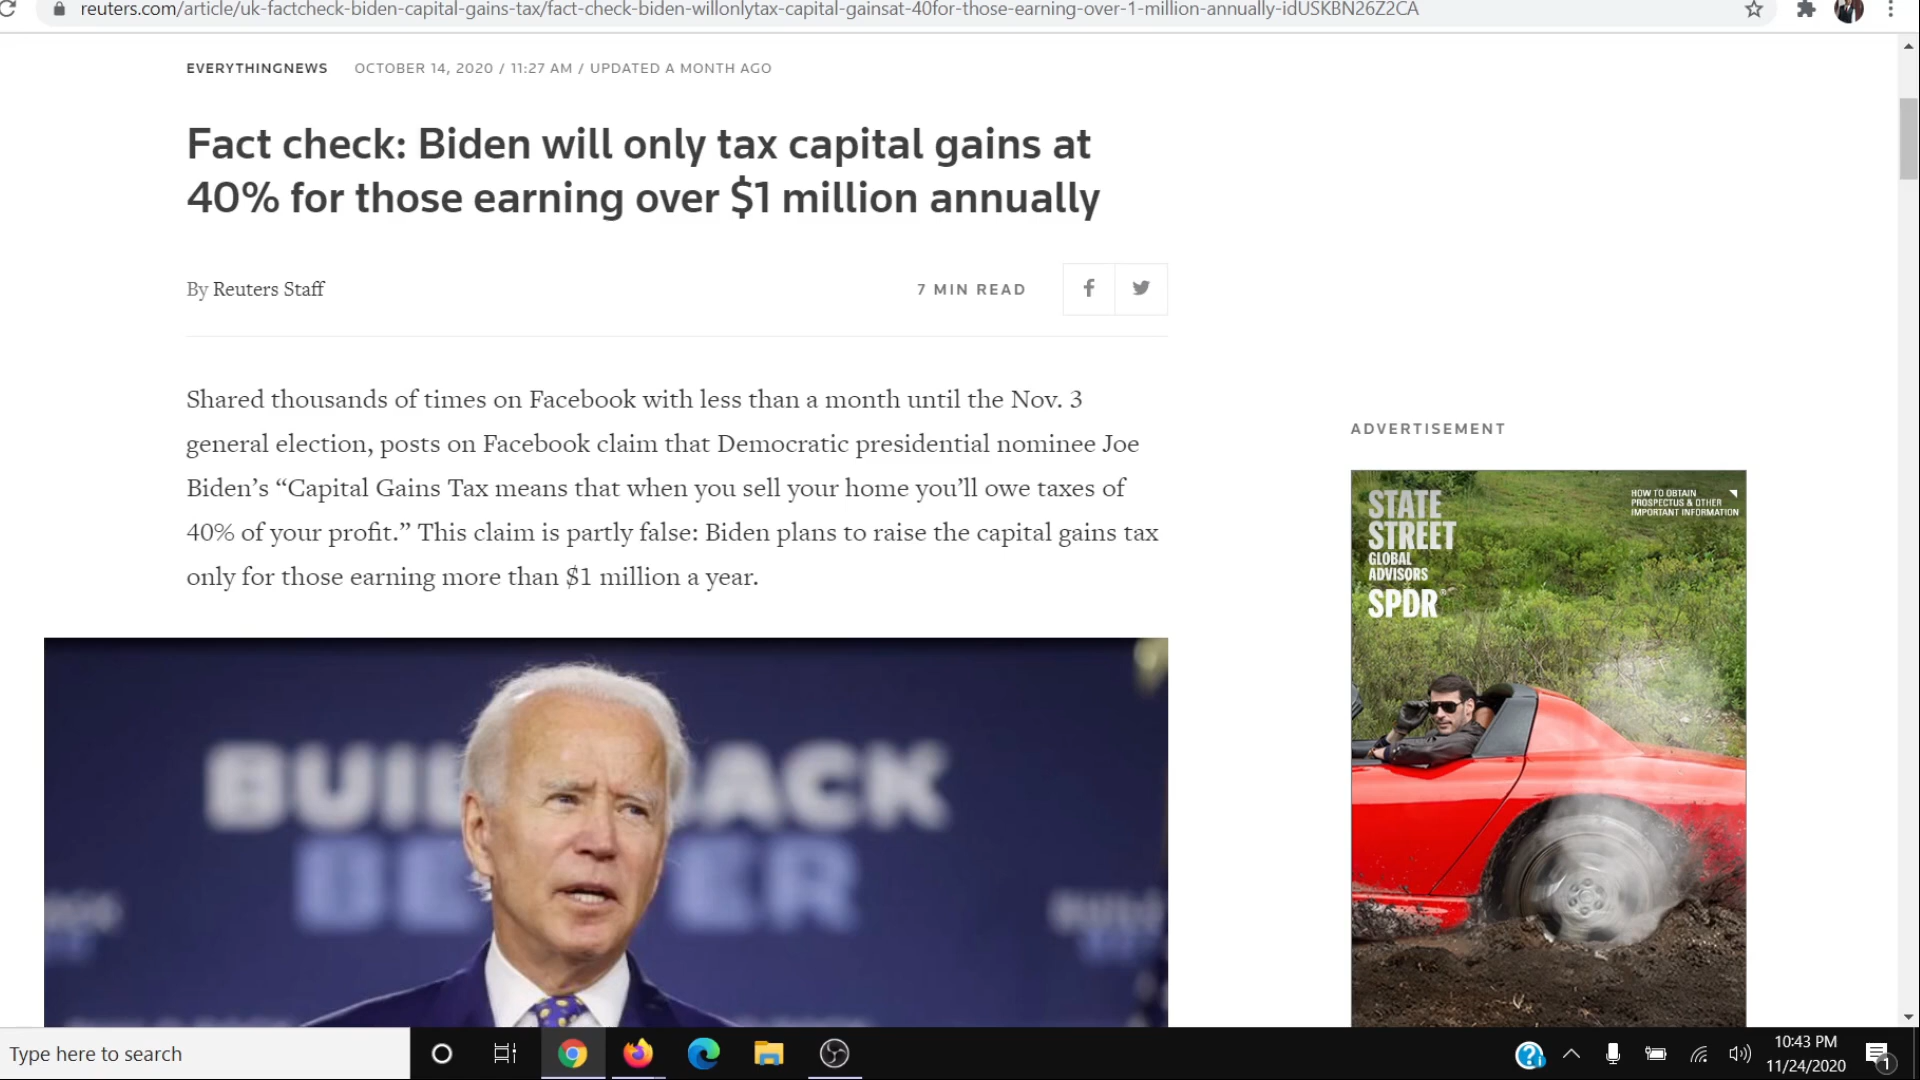 reuters.com/article/uk-factcheck-biden-capital-gains-tax/fact-check-biden-willonlytax-capital-gainsat-40for-those-earning-over-1-million-annually-idUSKBN26Z2CA
EVERYTHINGNEWS OCTOBER 14, 2020 / 11:27 AM / UPDATED A MONTH AGO
Fact check: Biden will only tax capital gains at
40% for those earning over $1 million annually
By Reuters Staff
7 MIN READ
Shared thousands of times on Facebook with less than a month until the Nov. 3
general election, posts on Facebook claim that Democratic presidential nominee Joe
Biden’s “Capital Gains Tax means that when you sell your home you’ll owe taxes of
40% of your profit.” This claim is partly false: Biden plans to raise the capital gains tax
only for those earning more than $1 million a year.
ADVERTISEMENT
STATE
STREET
GLOBAL
ADVISORS
SPDR
HOW TO OBTAIN
PROSPECTUS & OTHER
IMPORTANT INFORMATION
BUIL ACK
BE ER
Type here to search
10:43 PM
11/24/2020
1